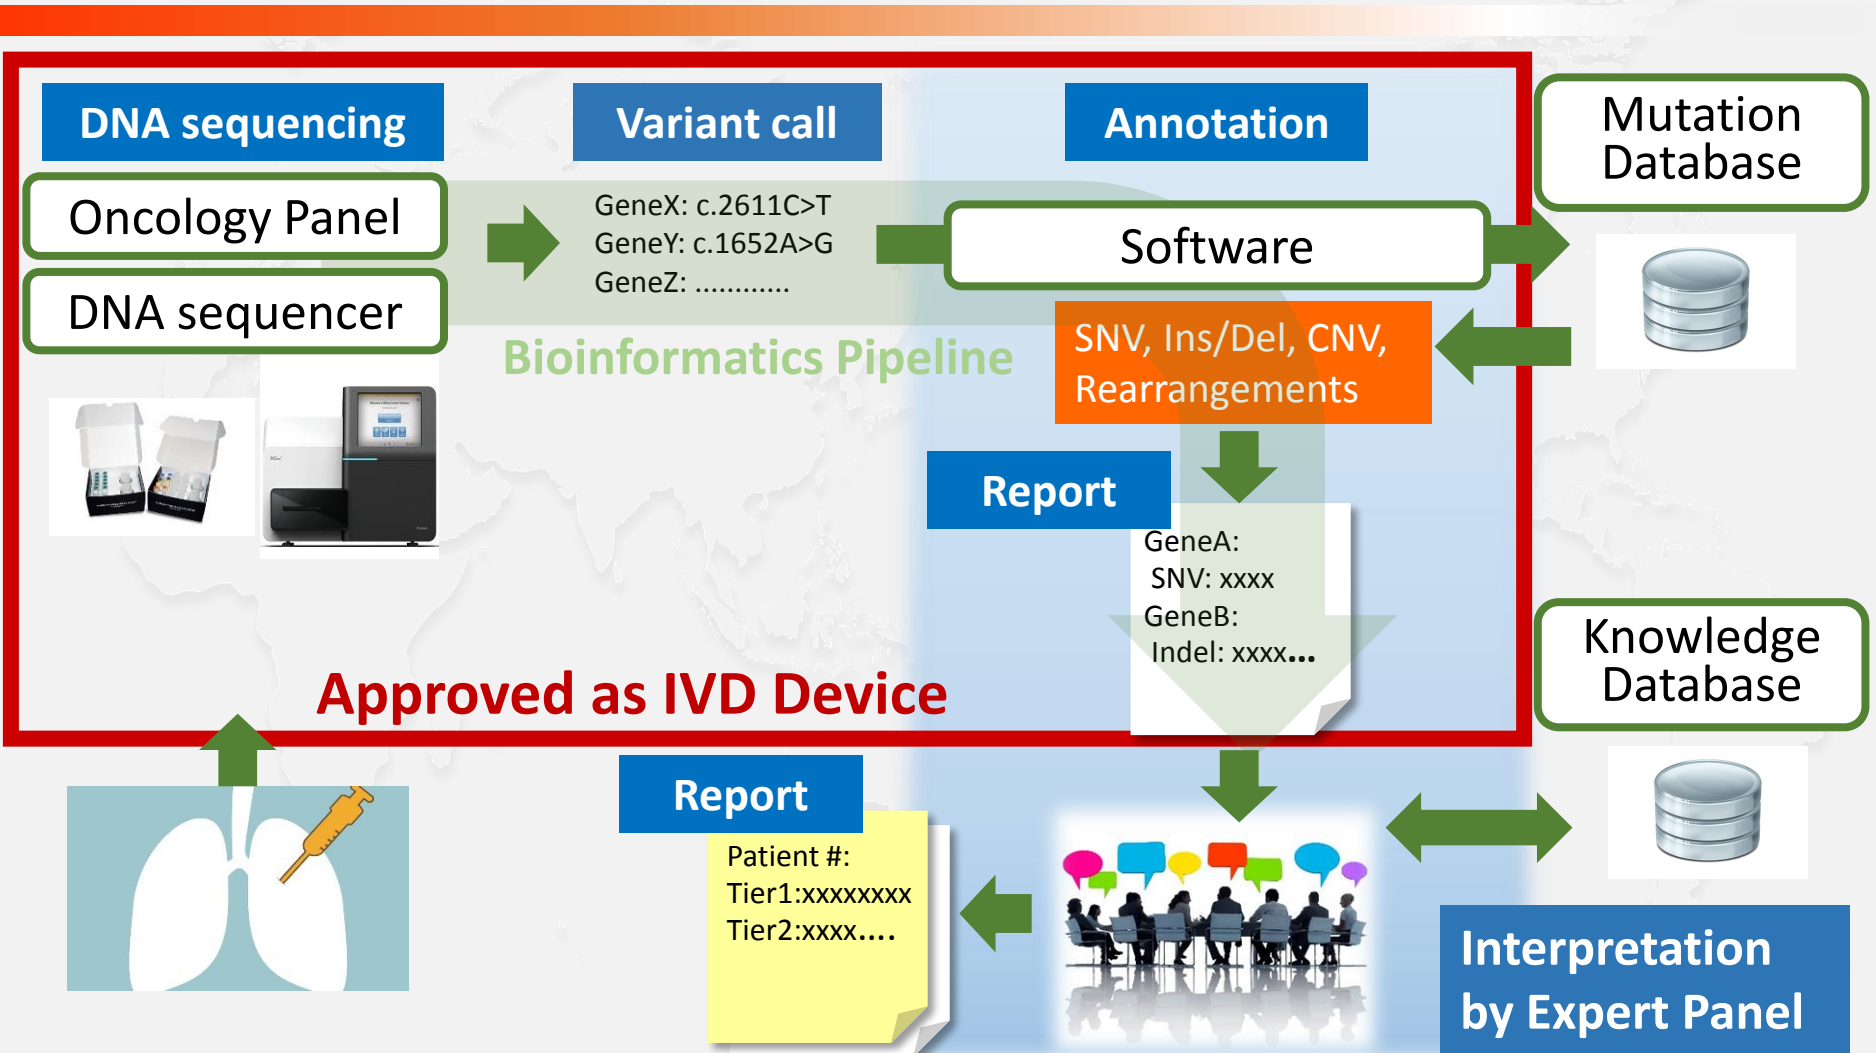 DNA sequencing
Variant call
Annotation
Mutation
Database
Oncology Panel
DNA sequencer
GeneX: c.2611C>T
GeneY: c.1652A>G
GeneZ: ............
Software
Bioinformatics Pipeline
SNV, Ins/Del, CNV,
Rearrangements
Report
GeneA:
SNV: xxxx
GeneB:
Indel: xxxx...
Approved as IVD Device
Knowledge
Database
Report
Patient #:
Tier1:xxxxxxxx
Tier2:xxxx....
Interpretation
by Expert Panel